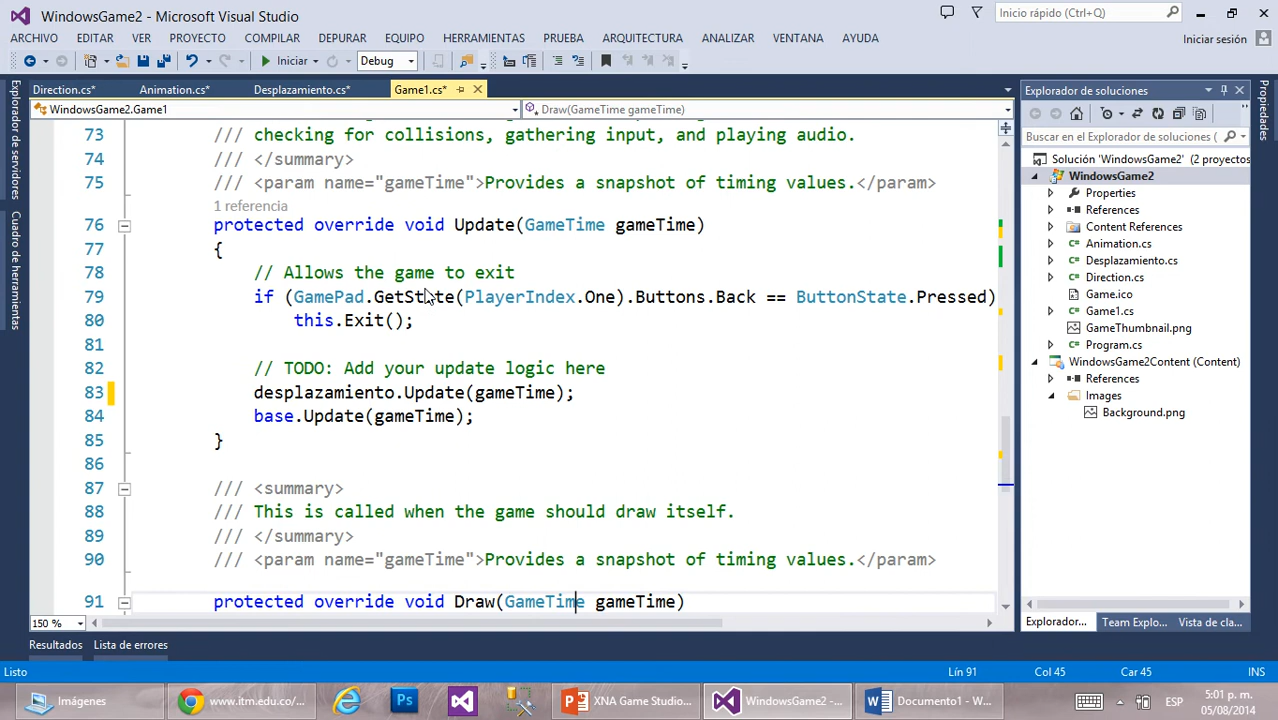 WindowsGame2 - Microsoft Visual Studio
Inicio rápido (Ctrl+Q)
ARCHIVO EDITAR VER PROYECTO COMPILAR DEPURAR EQUIPO HERRAMIENTAS PRUEBA ARQUITECTURA ANALIZAR VENTANA AYUDA
Iniciar sesión
Iniciar Debug
Explorador de servidores
Cuadro de herramientas
Direction.cs* Animation.cs* Desplazamiento.cs* Game1.cs*
WindowsGame2.Game1 Draw(GameTime gameTime)
73 /// checking for collisions, gathering input, and playing audio.
74 /// </summary>
75 /// <param name="gameTime">Provides a snapshot of timing values.</param>
1 referencia
76 protected override void Update(GameTime gameTime)
77 {
78 // Allows the game to exit
79 if (GamePad.GetState(PlayerIndex.One).Buttons.Back == ButtonState.Pressed)
80 this.Exit();
81
82 // TODO: Add your update logic here
83 desplazamiento.Update(gameTime);
84 base.Update(gameTime);
85 }
86
87 /// <summary>
88 /// This is called when the game should draw itself.
89 /// </summary>
90 /// <param name="gameTime">Provides a snapshot of timing values.</param>
91 protected override void Draw(GameTime gameTime)
150 %
Explorador de soluciones
Buscar en el Explorador de soluciones (
Solución 'WindowsGame2' (2 proyectos
WindowsGame2
Properties
References
Content References
Animation.cs
Desplazamiento.cs
Direction.cs
Game.ico
Game1.cs
GameThumbnail.png
Program.cs
WindowsGame2Content (Content)
References
Images
Background.png
Explorador... Team Explo... Vista de cla...
Propiedades
Resultados Lista de errores
Listo Lín 91 Col 45 Car 45 INS
Imágenes www.itm.edu.co/... Ps XNA Game Studio... WindowsGame2 -... Documento1 - W...
ESP 5:01 p. m.
05/08/2014